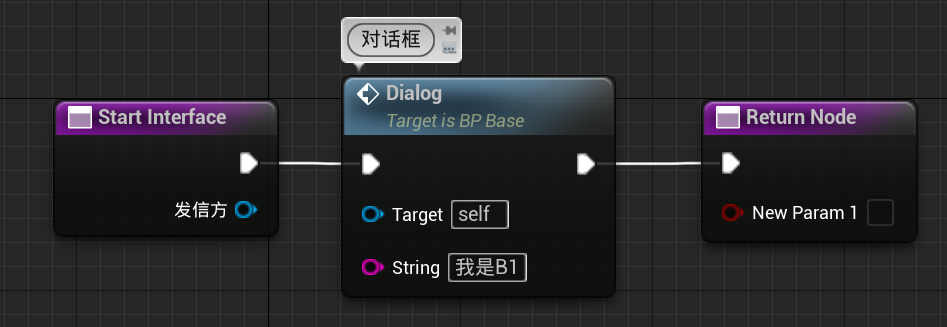 对话框
Start Interface
发信方
Dialog
Target is BP Base
Target self
String 我是B1
Return Node
New Param 1